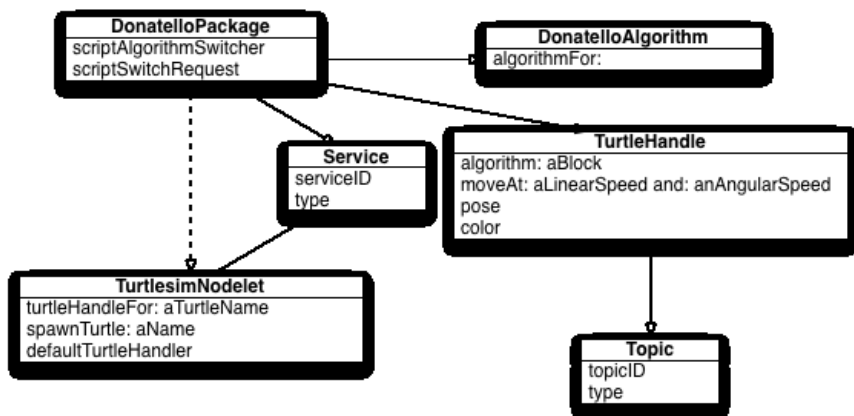 DonatelloPackage
scriptAlgorithmSwitcher
scriptSwitchRequest
DonatelloAlgorithm
algorithmFor:
Service
serviceID
type
TurtleHandle
algorithm: aBlock
moveAt: aLinearSpeed and: anAngularSpeed
pose
color
TurtlesimNodelet
turtleHandleFor: aTurtleName
spawnTurtle: aName
defaultTurtleHandler
Topic
topicID
type